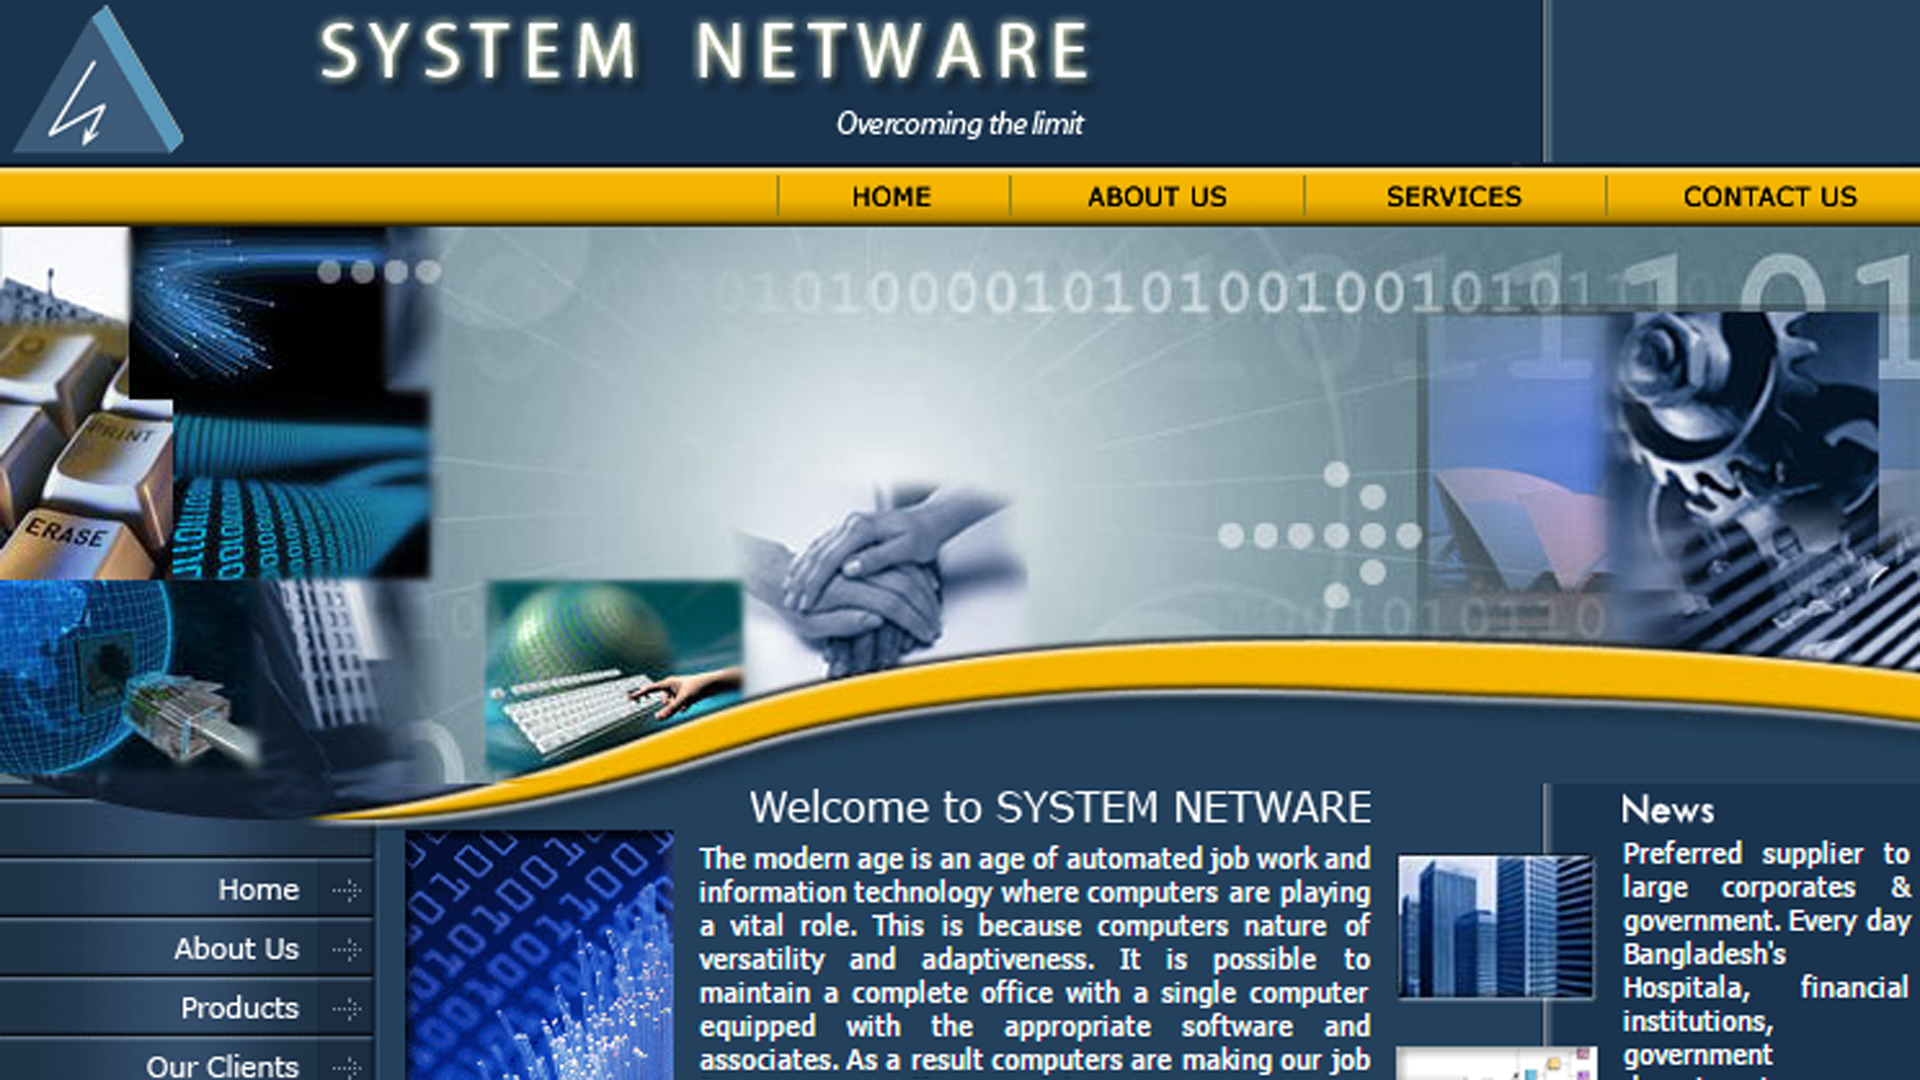 SYSTEM NETWARE
Overcoming the limit
HOME
ABOUT US
SERVICES
CONTACT US
01010000101010010010101
101
PRINT
ERASE
1001010110
Welcome to SYSTEM NETWARE
The modern age is an age of automated job work and
information technology where computers are playing
a vital role. This is because computers nature of
versatility and adaptiveness. It is possible to
maintain a complete office with a single computer
equipped with the appropriate software and
associates. As a result computers are making our job
News
Preferred supplier to
large corporates &
government. Every day
Bangladesh's
Hospitala, financial
institutions,
government
Home
About Us
Products
Our Clients